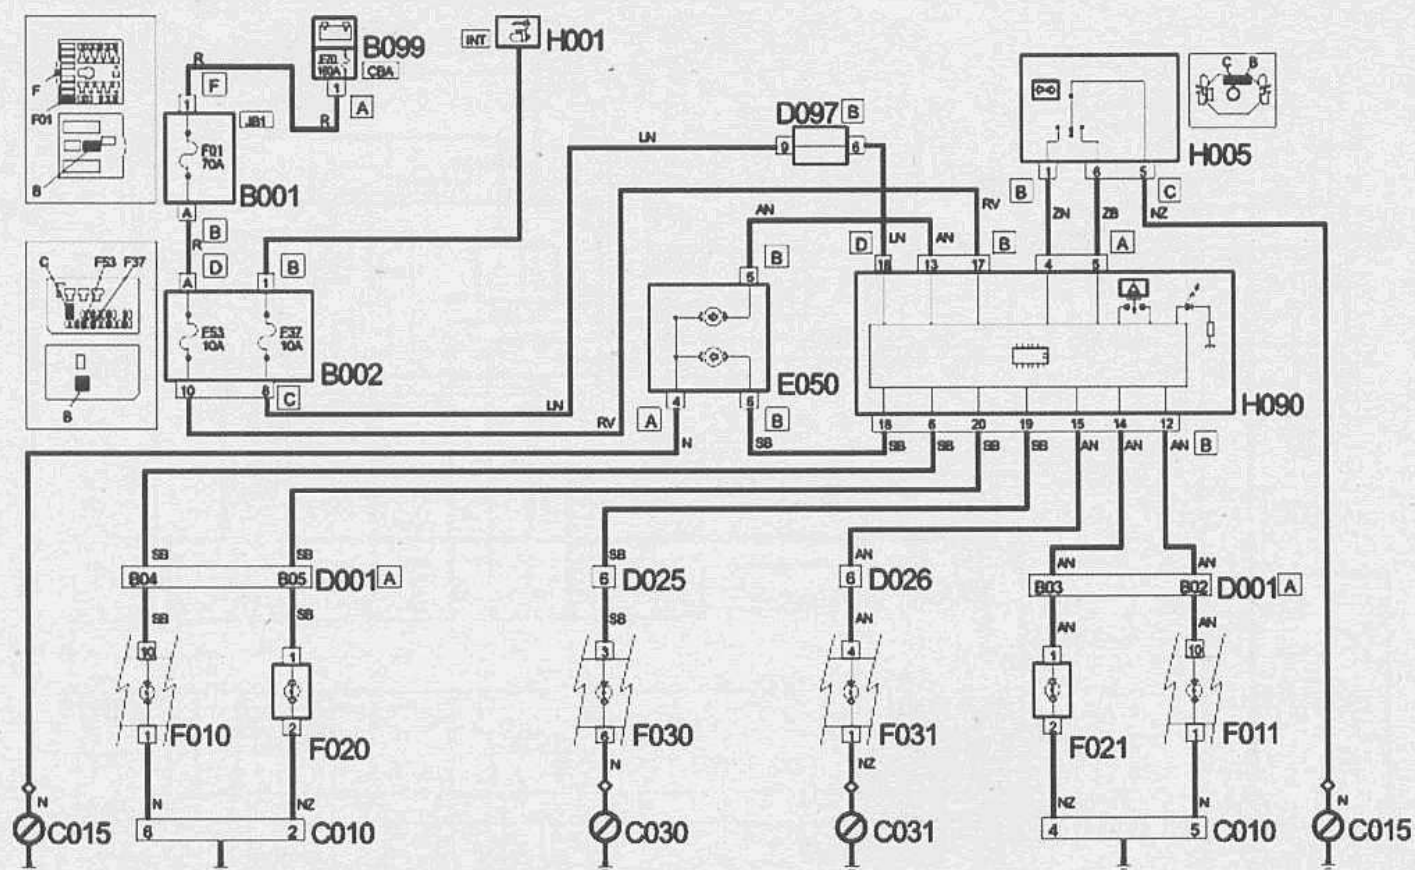 INT H001
B099
F70
CBA
1
A
R
F
R
1
JB1
F
F01
F01
70A
B
B001
A
B
R
D
B
A
1
C F53 F37
F53
10A
F37
10A
B
B002
10
8
C
LN
RV
LN
9
D097 B
6
RV
AN
D
LN
AN
B
18
13
17
B
5
E050
4
5
A
B
N
SB
C B
H005
1
6
5
B
C
ZN
ZB
NZ
A
4
5
H090
18
6
20
19
15
14
12
SB
SB
SB
SB
AN
AN
AN
B
SB
SB
SB
AN
AN
AN
B04
B05
D001 A
6
D025
6
D026
B03
B02
D001 A
SB
SB
SB
AN
AN
AN
10
1
3
4
1
10
1
F010
2
F020
6
F030
1
F031
2
F021
1
F011
N
NZ
N
NZ
NZ
N
N
N
C015
6
2
C010
C030
C031
4
5
C010
C015